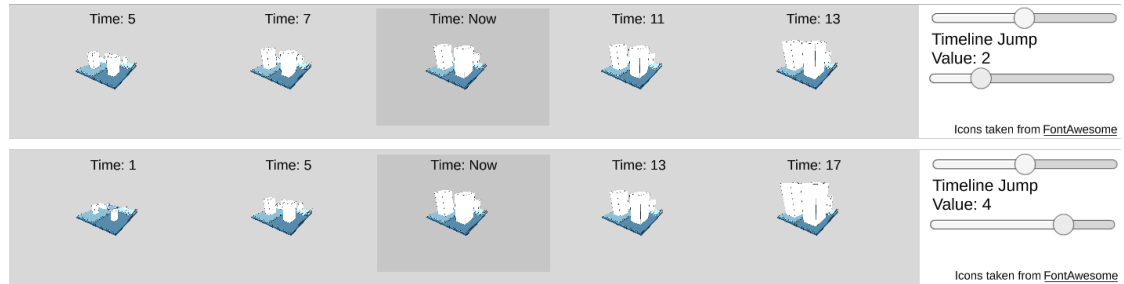 Time: 5 Time: 7 Time: Now Time: 11 Time: 13
Timeline Jump
Value: 2
Icons taken from FontAwesome
Time: 1 Time: 5 Time: Now Time: 13 Time: 17
Timeline Jump
Value: 4
Icons taken from FontAwesome